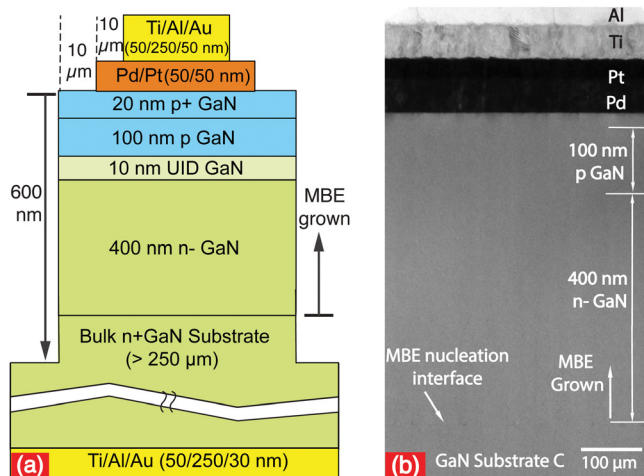 10
µm
10
µm
Ti/Al/Au
(50/250/50 nm)
Pd/Pt (50/50 nm)
20 nm p+ GaN
100 nm p GaN
10 nm UID GaN
600
nm
400 nm n- GaN
MBE
grown
Bulk n+GaN Substrate
(> 250 µm)
(a)
Ti/Al/Au (50/250/30 nm)
Al
Ti
Pt
Pd
100 nm
p GaN
400 nm
n-GaN
MBE nucleation
interface
MBE
Grown
(b)
GaN Substrate C
100 µm